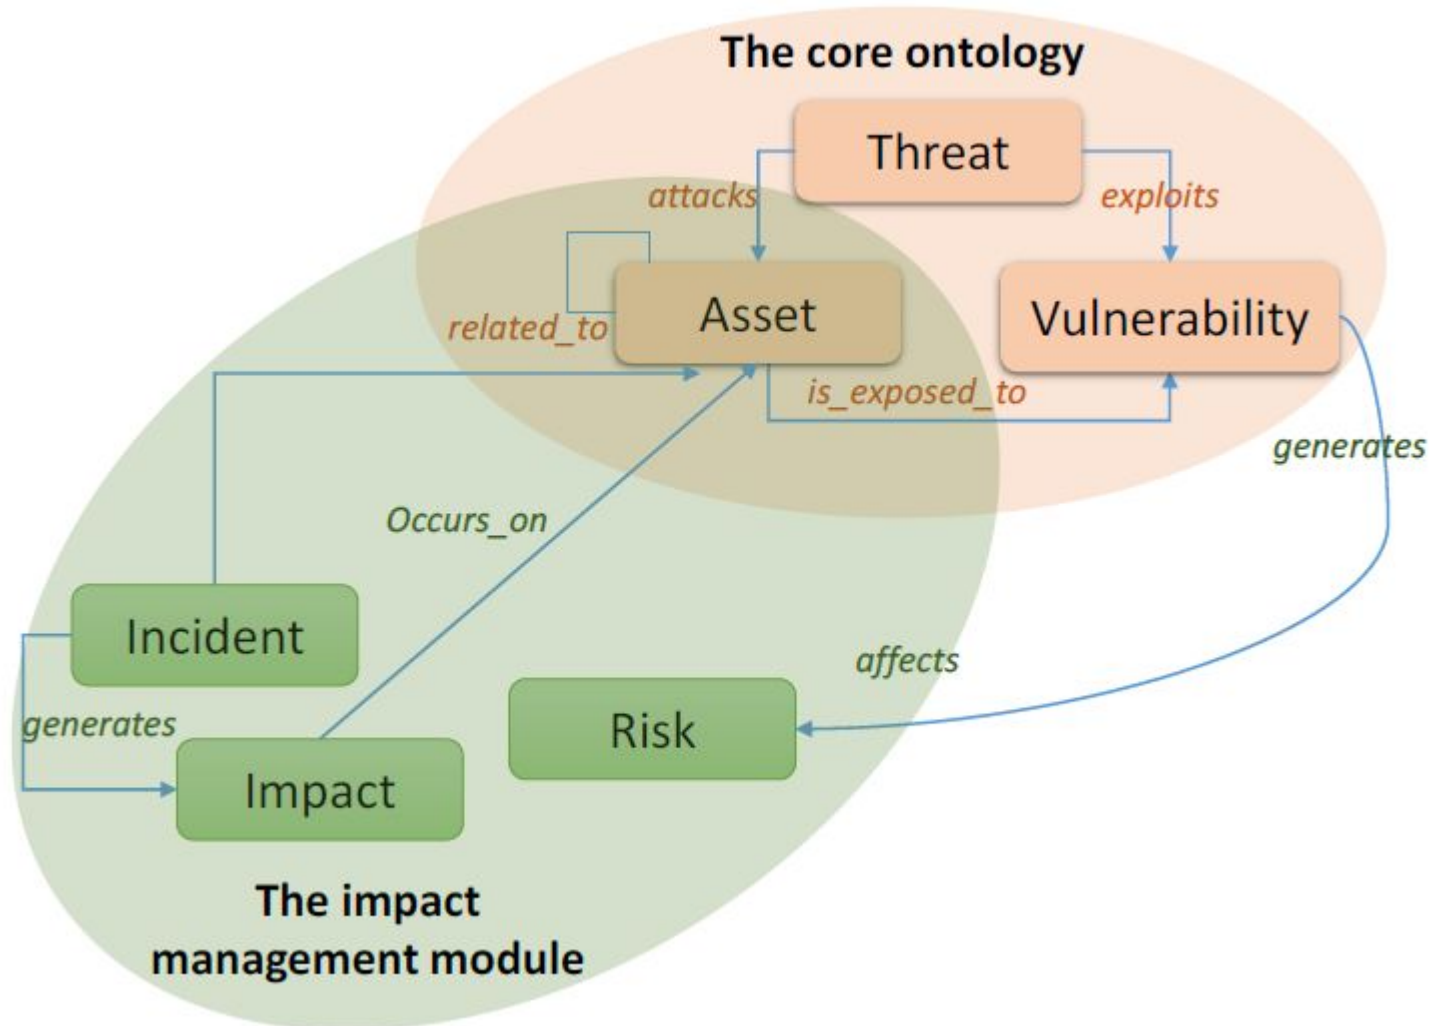 The core ontology
Threat
attacks
exploits
Asset
Vulnerability
related_to
is_exposed_to
generates
Occurs_on
Incident
affects
generates
Risk
Impact
The impact
management module